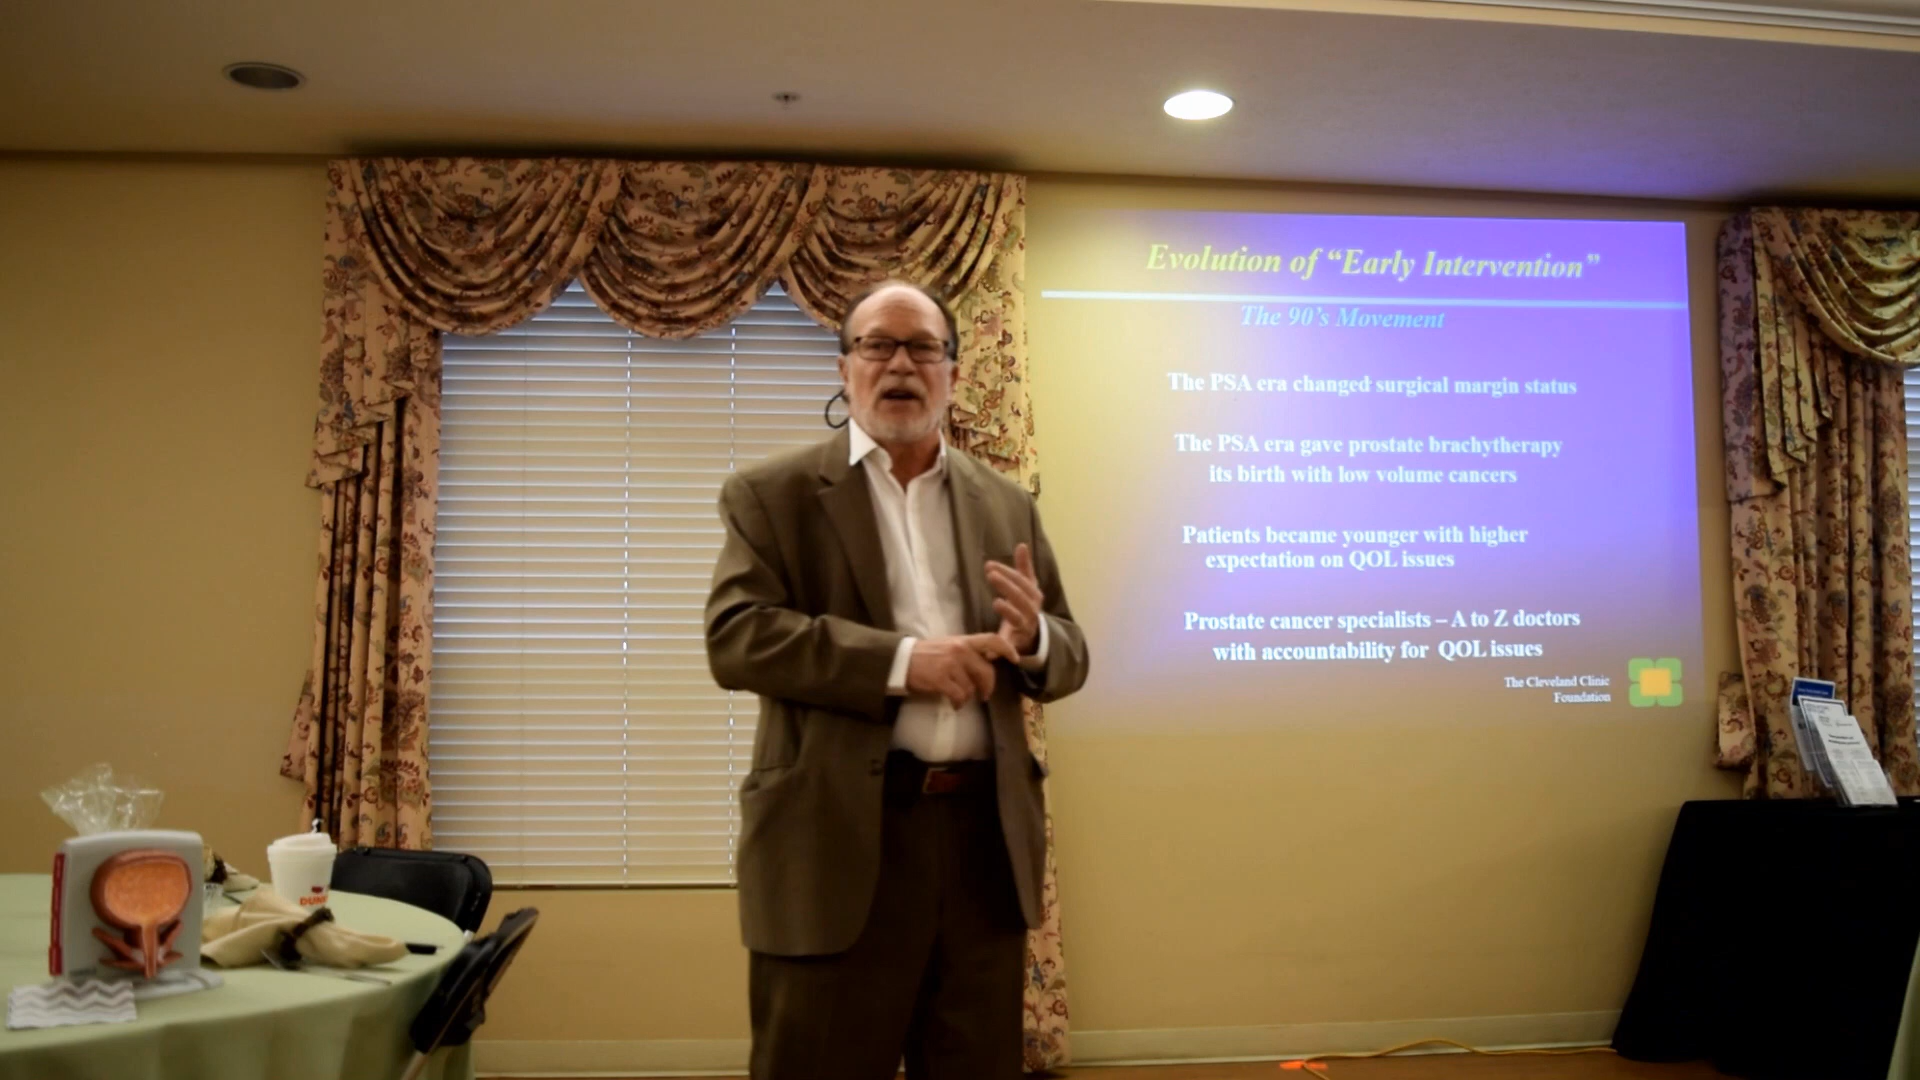 Evolution of “Early Intervention”
The 90’s Movement
The PSA era changed surgical margin status
The PSA era gave prostate brachytherapy
its birth with low volume cancers
Patients became younger with higher
expectation on QOL issues
Prostate cancer specialists – A to Z doctors
with accountability for QOL issues
The Cleveland Clinic
Foundation